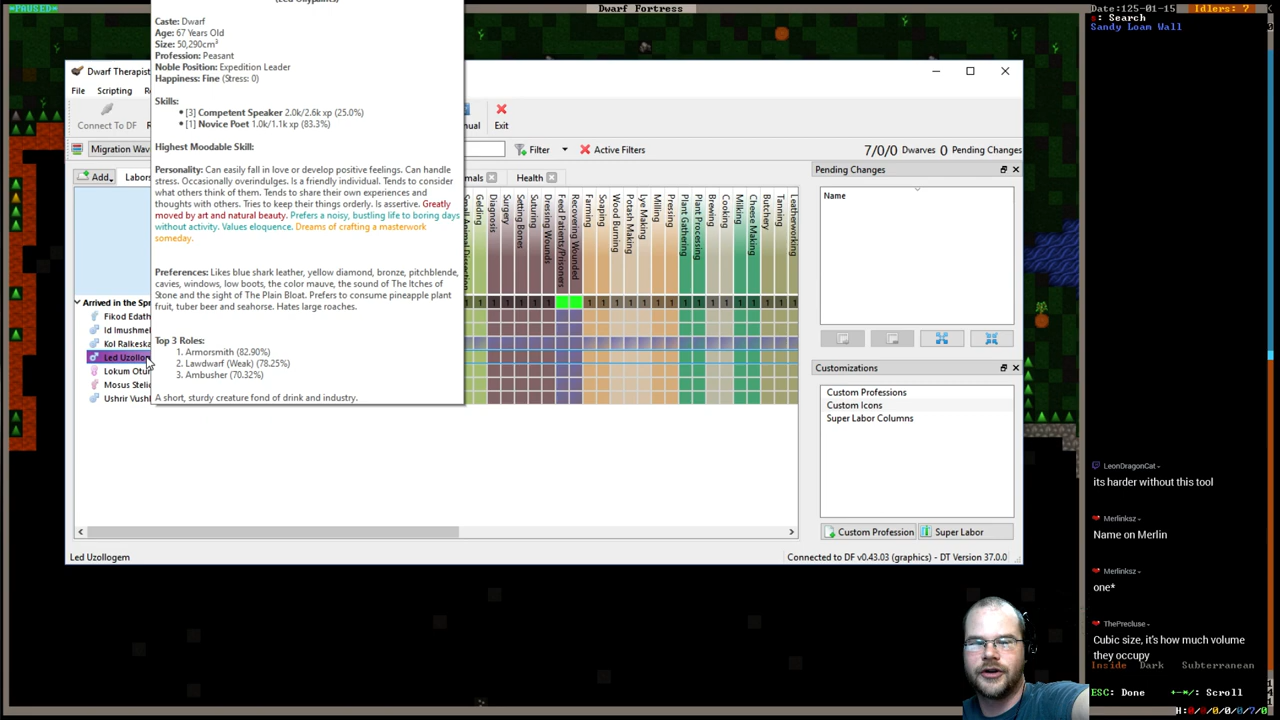 *PAUSED*
Dwarf Fortress
Date:125-01-15
Idlers: 7
s: Search
Sandy Loam Wall
Dwarf Therapist
File
Scripting
Connect To DF
Exit
Migration Wav
Filter
Active Filters
7/0/0 Dwarves
0 Pending Changes
Add
Labors
Health
Caste: Dwarf
Age: 67 Years Old
Size: 50,290cm³
Profession: Peasant
Noble Position: Expedition Leader
Happiness: Fine (Stress: 0)
Skills:
• [3] Competent Speaker 2.0k/2.6k xp (25.0%)
• [1] Novice Poet 1.0k/1.1k xp (83.3%)
Highest Moodable Skill:
Personality: Can easily fall in love or develop positive feelings. Can handle
stress. Occasionally overindulges. Is a friendly individual. Tends to consider
what others think of them. Tends to share their own experiences and
thoughts with others. Tries to keep their things orderly. Is assertive. Greatly
moved by art and natural beauty. Prefers a noisy, bustling life to boring days
without activity. Values eloquence. Dreams of crafting a masterwork
someday.
Preferences: Likes blue shark leather, yellow diamond, bronze, pitchblende,
cavies, windows, low boots, the color mauve, the sound of The Itches of
Stone and the sight of The Plain Bloat. Prefers to consume pineapple plant
fruit, tuber beer and seahorse. Hates large roaches.
Top 3 Roles:
1. Armorsmith (82.90%)
2. Lawdwarf (Weak) (78.25%)
3. Ambusher (70.32%)
A short, sturdy creature fond of drink and industry.
Arrived in the Spr
Fikod Edath
Id Imushmel
Kol Ralkeska
Led Uzollog
Lokum Otu
Mosus Stelid
Ushrir Vush
Small Animal Dissection
Gelding
Diagnosis
Surgery
Setting Bones
Suturing
Dressing Wounds
Feed Patients/Prisoners
Recovering Wounded
Farming
Soaping
Wood Burning
Potash Making
Lye Making
Milling
Pressing
Plant Gathering
Plant Processing
Brewing
Cooking
Milking
Cheese Making
Butchery
Tanning
Leatherworking
Pending Changes
Name
Customizations
Custom Professions
Custom Icons
Super Labor Columns
Custom Profession
Super Labor
Led Uzollogem
Connected to DF v0.43.03 (graphics) - DT Version 37.0.0
LeonDragonCat -
its harder without this tool
Merlinksz -
Name on Merlin
Merlinksz -
one*
ThePrecluse -
Cubic size, it's how much volume
they occupy
Inside Dark Subterranean
ESC: Done +-*/: Scroll